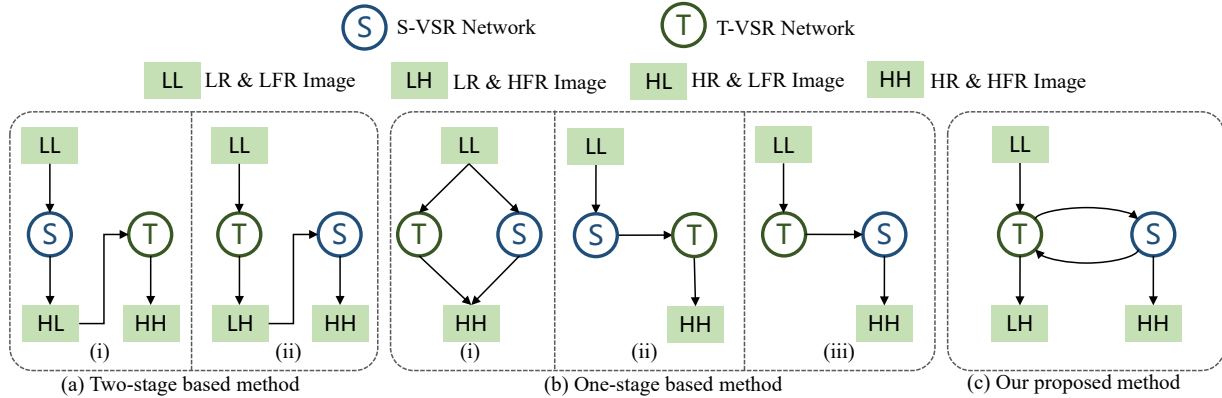 S S-VSR Network T T-VSR Network
LL LR & LFR Image LH LR & HFR Image HL HR & LFR Image HH HR & HFR Image
LL LL LL LL LL LL
S T T S T S S T T S T S
HL HH LH HH HH HH HH LH HH
(i) (ii) (i) (ii) (iii)
(a) Two-stage based method (b) One-stage based method (c) Our proposed method